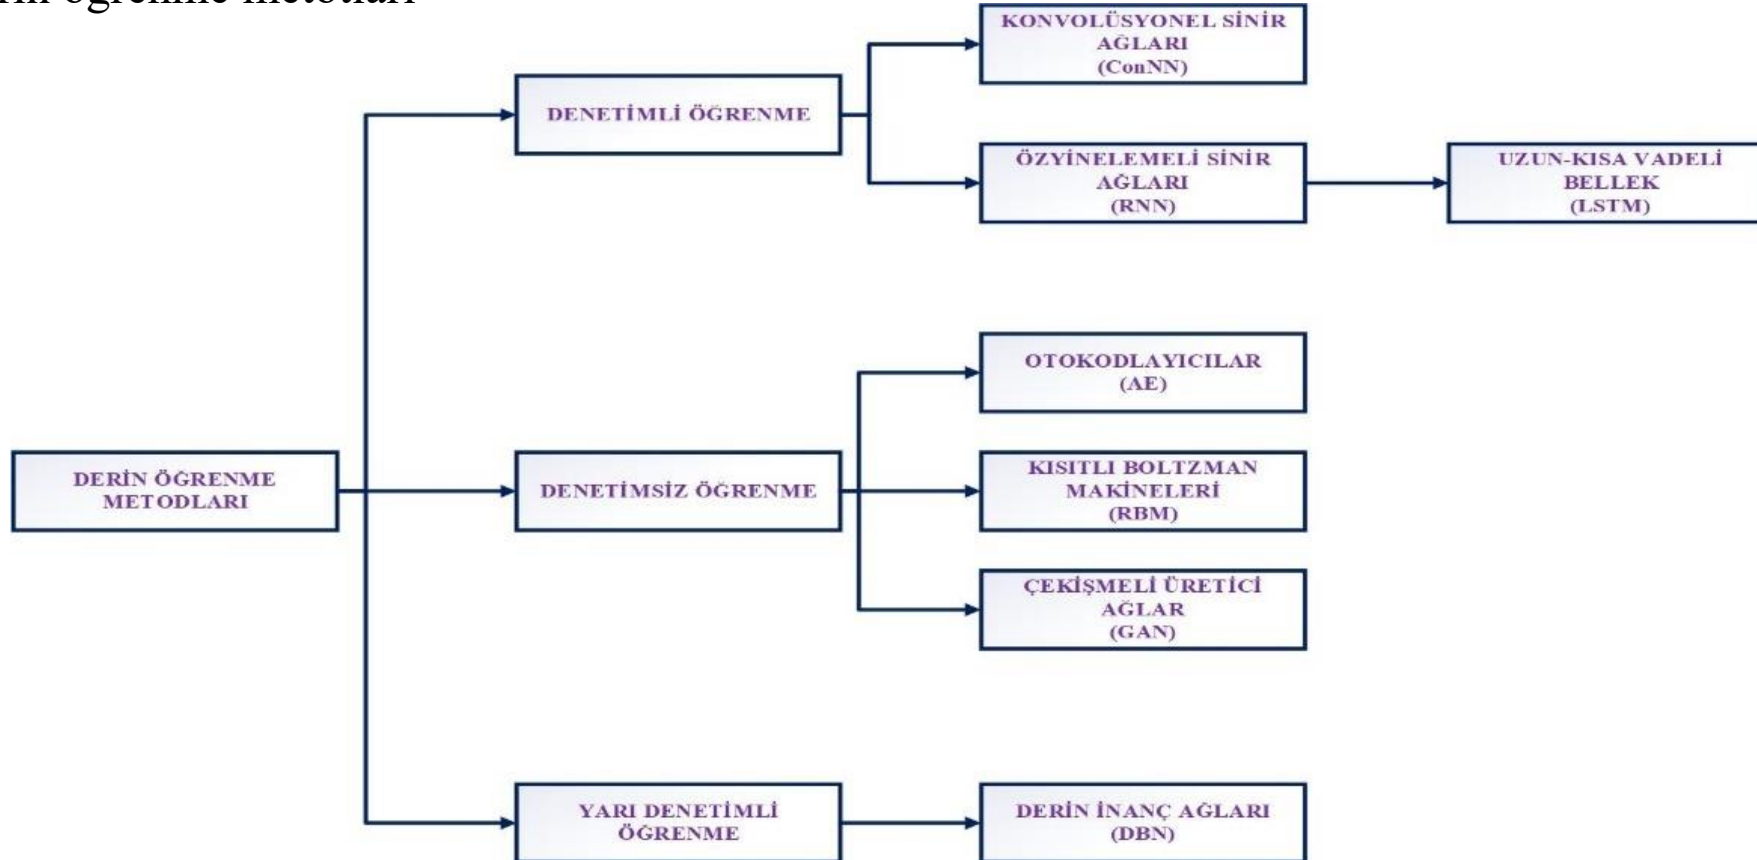 öğrenme metotları
KONVOLÜSYONEL SİNİR
AĞLARI
(ConNN)
DENETİMLİ ÖĞRENME
ÖZYİNELEMELİ SİNİR
AĞLARI
(RNN)
UZUN-KISA VADELİ
BELLEK
(LSTM)
OTOKODLAYICILAR
(AE)
DERİN ÖĞRENME
METODLARI
DENETİMSİZ ÖĞRENME
KISITLI BOLTZMAN
MAKİNELERİ
(RBM)
ÇEKİŞMELİ ÜRETİCİ
AĞLAR
(GAN)
YARI DENETİMLİ
ÖĞRENME
DERİN İNANÇ AĞLARI
(DBN)